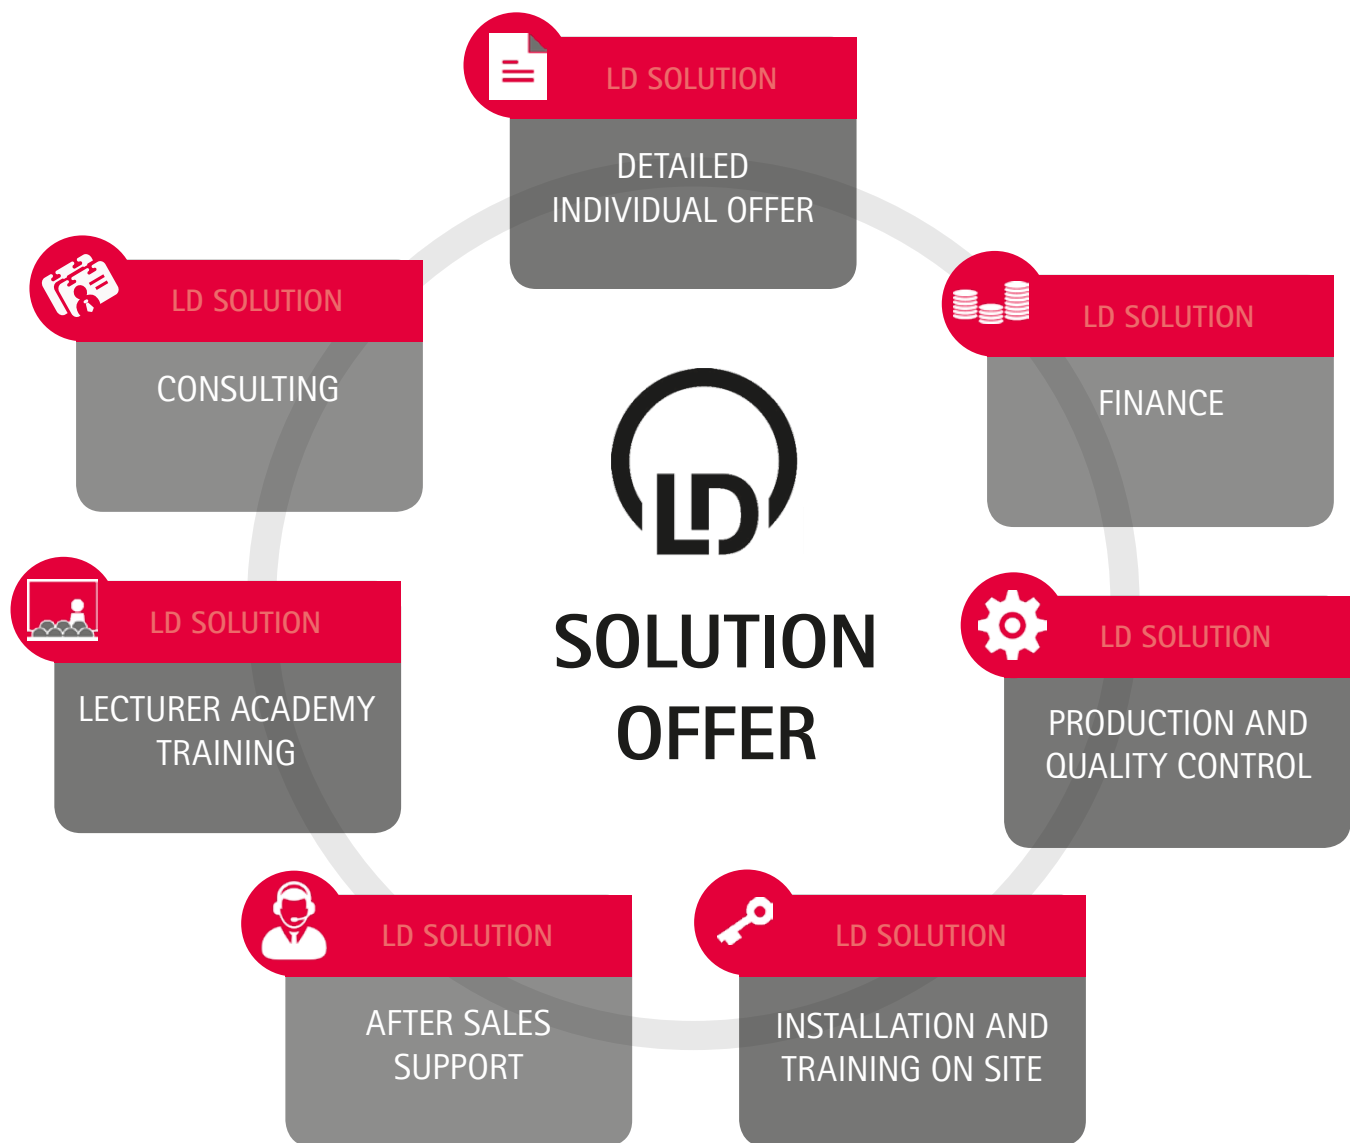 LD SOLUTION
DETAILED
INDIVIDUAL OFFER
LD SOLUTION
CONSULTING
LD SOLUTION
FINANCE
LD
SOLUTION
OFFER
LD SOLUTION
LECTURER ACADEMY
TRAINING
LD SOLUTION
PRODUCTION AND
QUALITY CONTROL
LD SOLUTION
AFTER SALES
SUPPORT
LD SOLUTION
INSTALLATION AND
TRAINING ON SITE